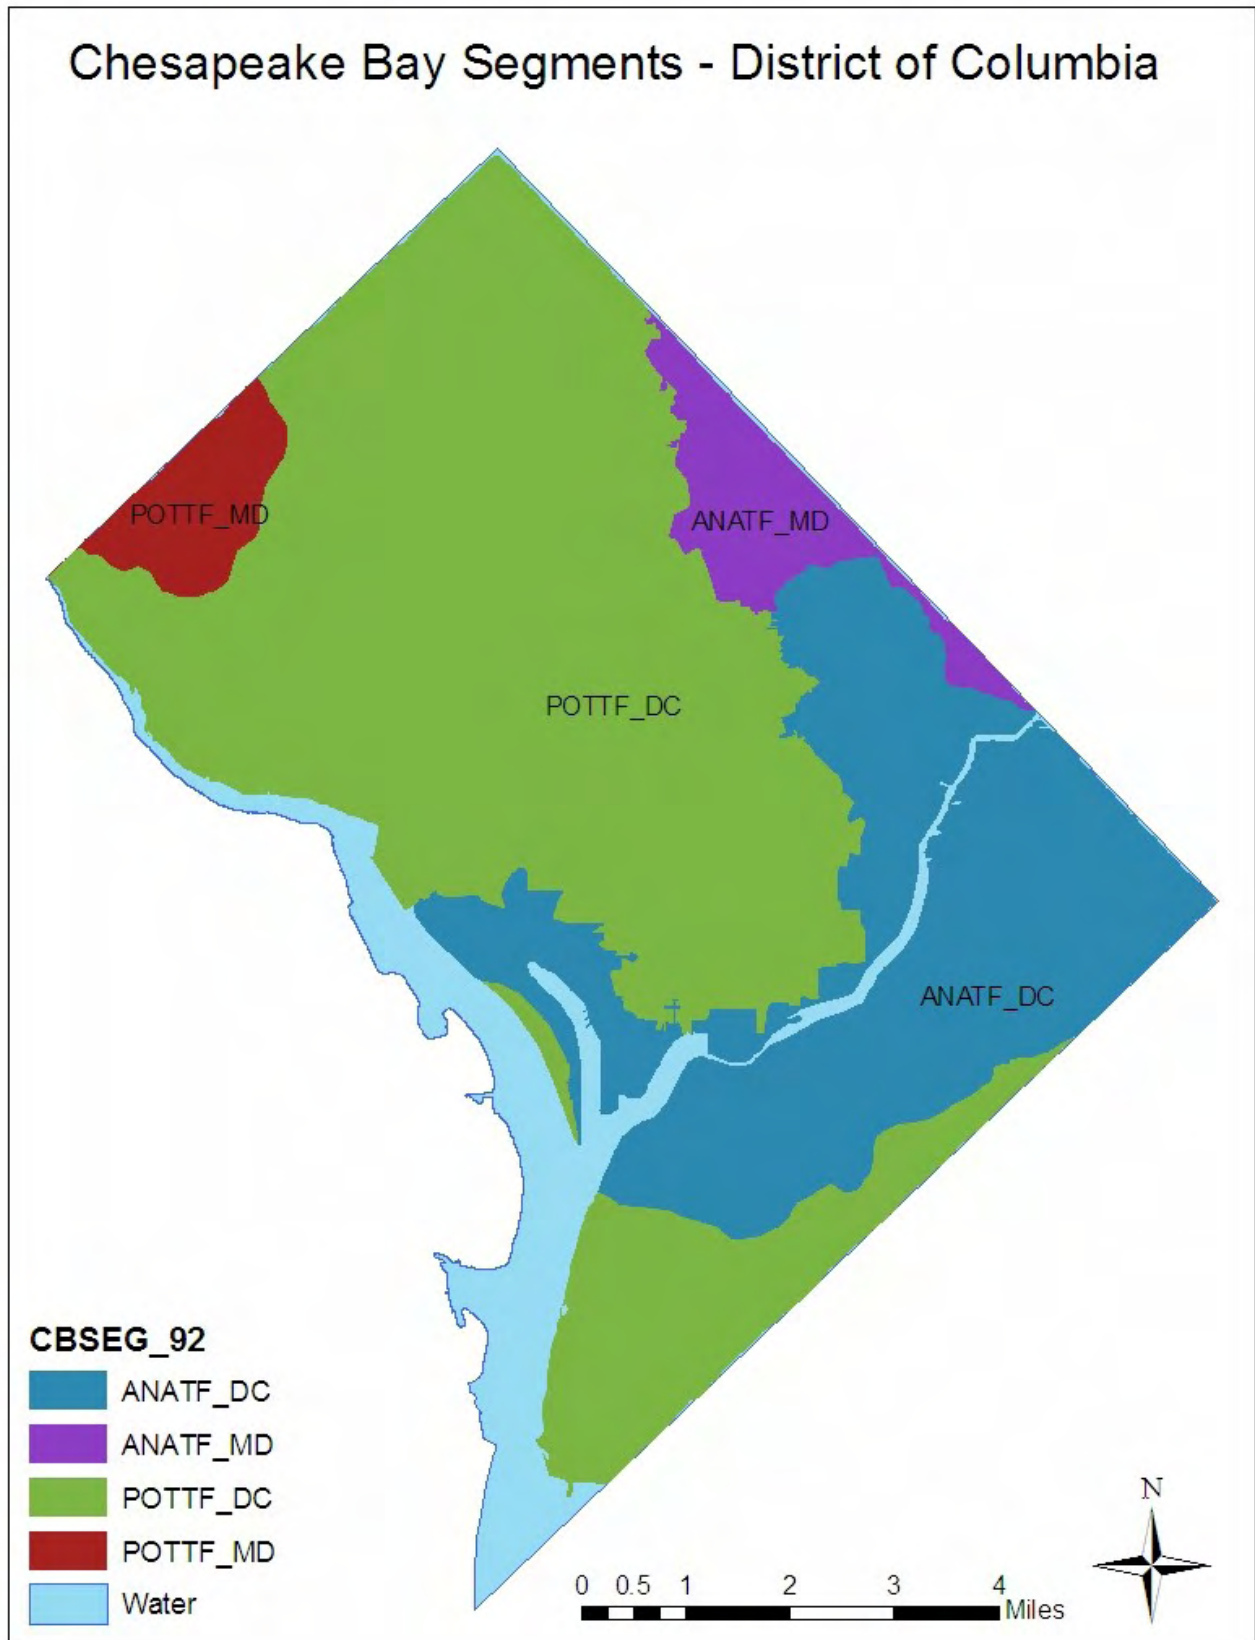 Chesapeake Bay Segments - District of Columbia
POTTF_MD
ANATF_MD
POTTF_DC
ANATF_DC
CBSEG_92
ANATF_DC
ANATF_MD
POTTF_DC
POTTF_MD
Water
N
0 0.5 1 2 3 4
Miles